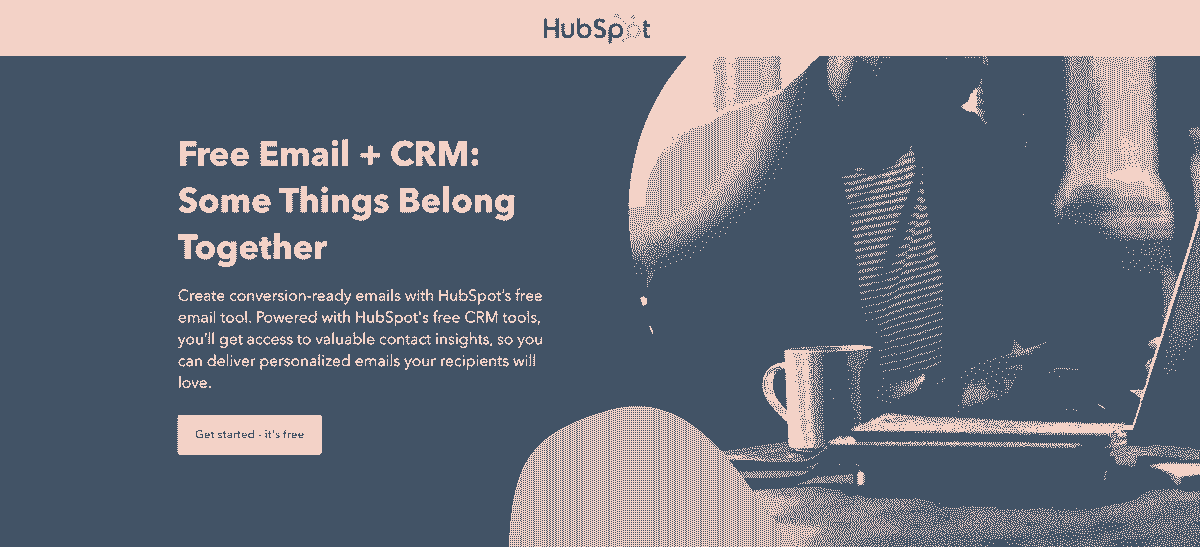 HubSpot
Free Email + CRM:
Some Things Belong
Together
Create conversion-ready emails with HubSpot's free
email tool. Powered with HubSpot's free CRM tools,
you'll get access to valuable contact insights, so you
can deliver personalized emails your recipients will
love.
Get started - it's free